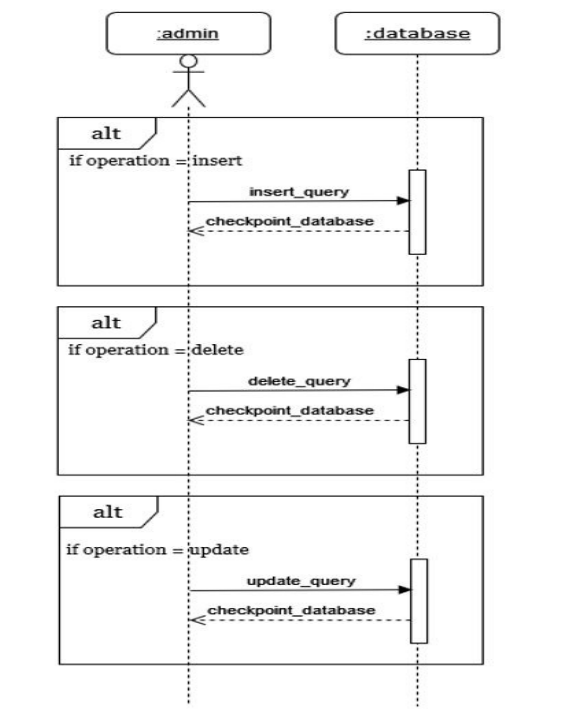 :admin
:database
alt
if operation = insert
insert_query
checkpoint_database
alt
if operation = delete
delete_query
checkpoint_database
alt
if operation = update
update_query
checkpoint_database